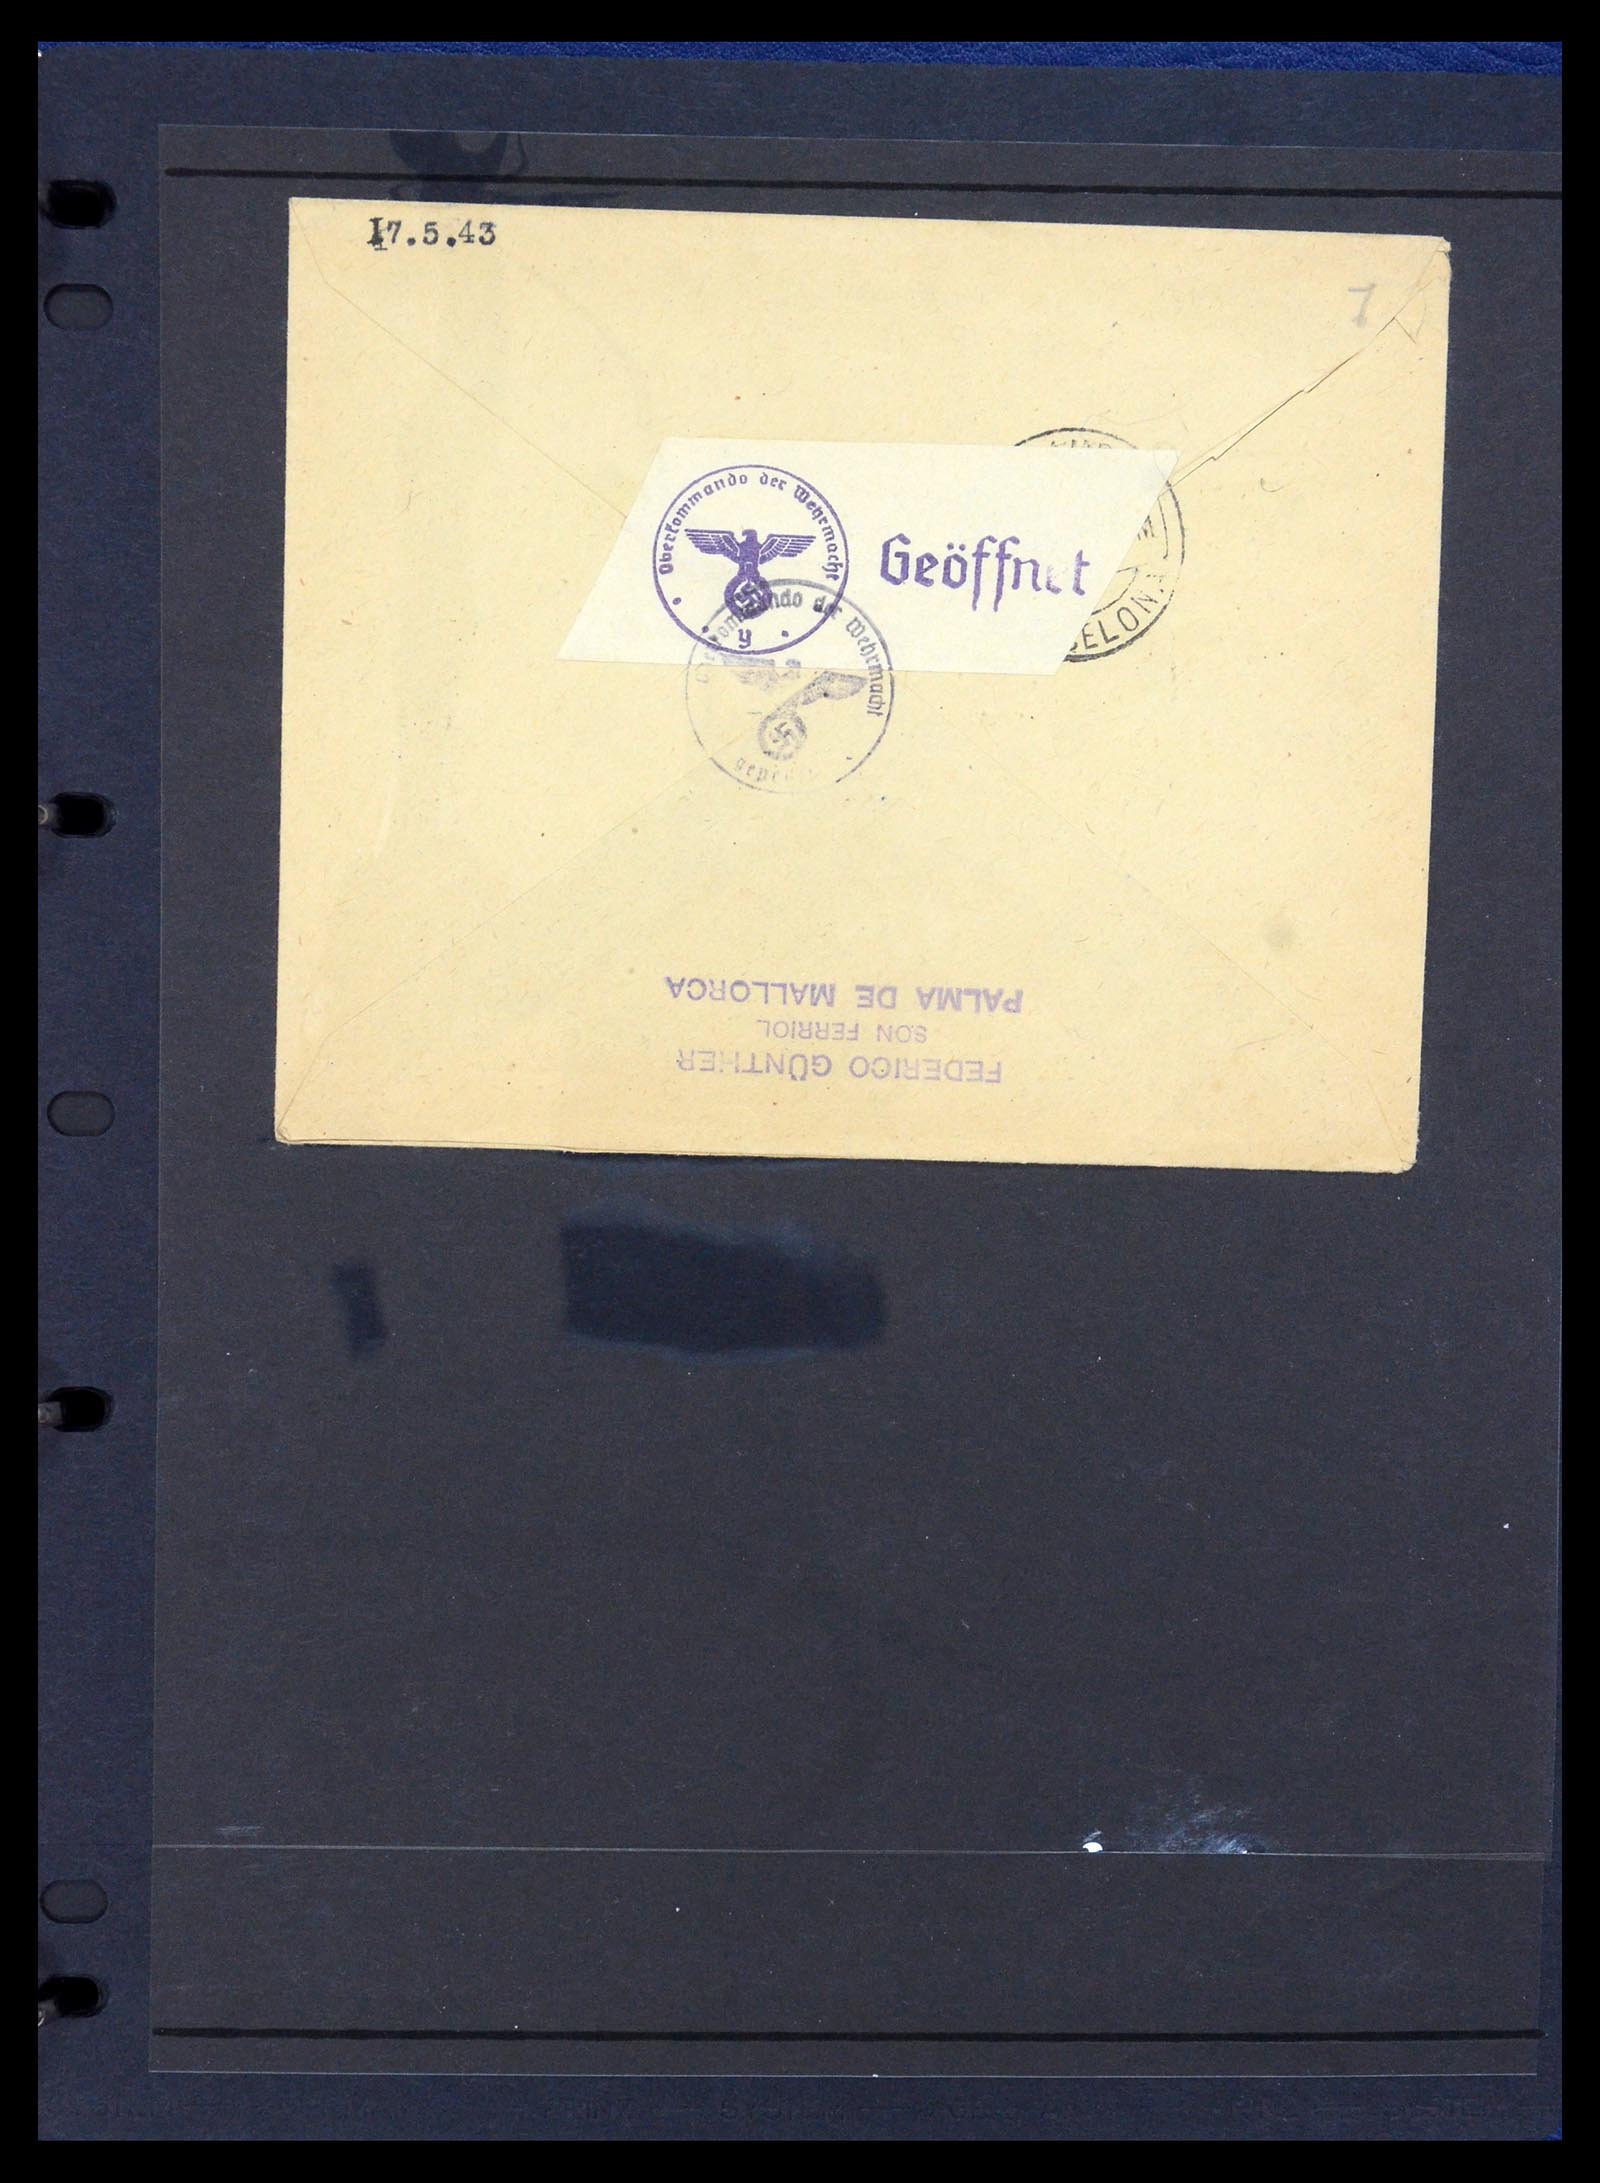 17.5.43
7
Oberkommando der Wehrmacht
y
Geöffnet
Oberkommando der Wehrmacht
FEDERICO GÜNTHER
SON FERRIOL
PALMA DE MALLORCA